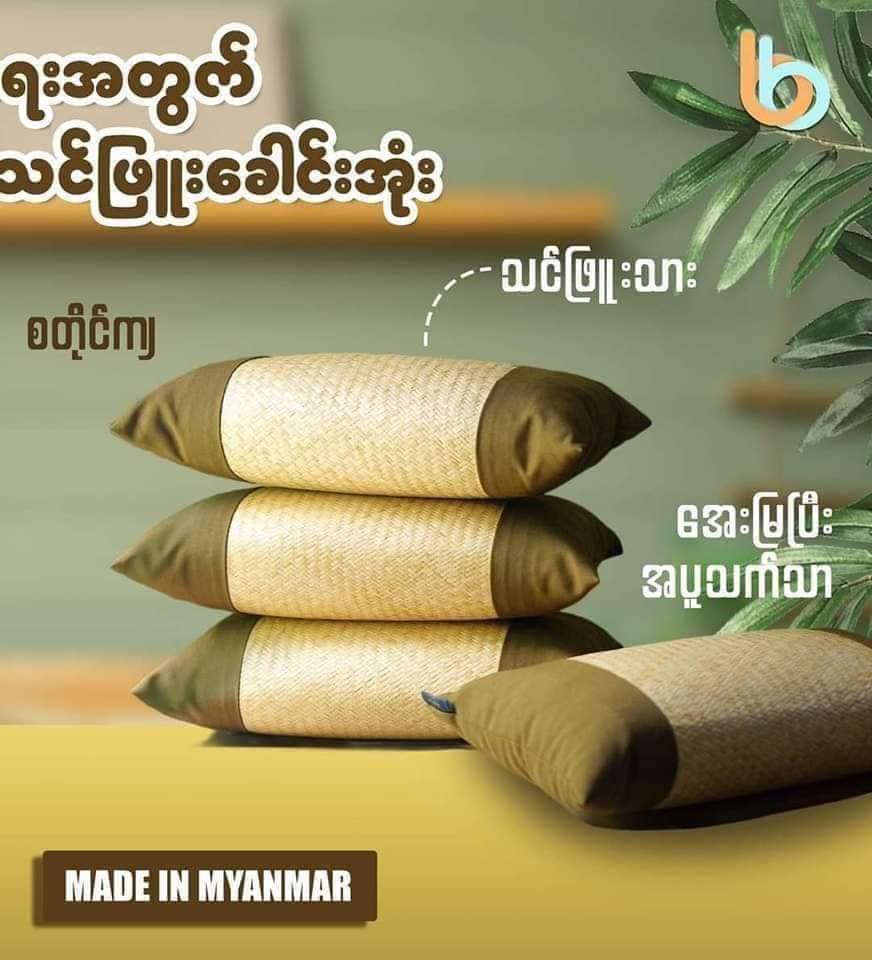 ရးအတွက်
သင်ဖြူးခေါင်းအုံး
သင်ဖြူးသား
စတိုင်ကျ
အေးမြပြီး
အပူသက်သာ
MADE IN MYANMAR